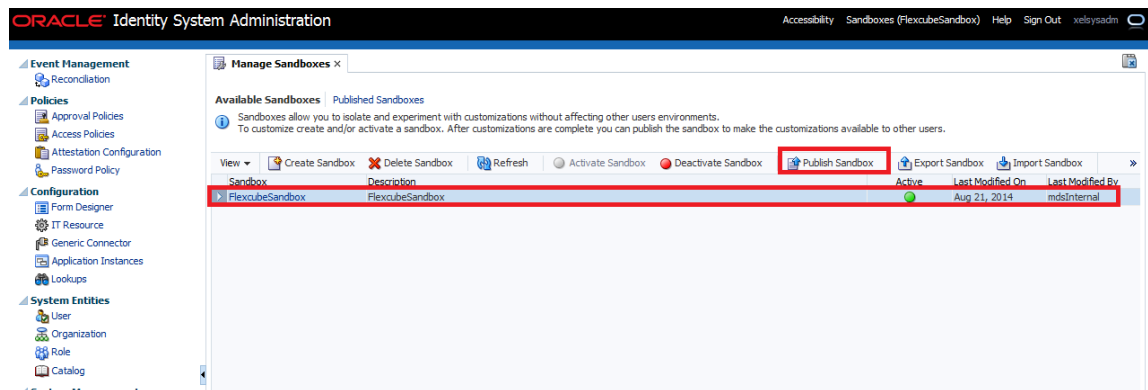 ORACLE Identity System Administration
Accessibility Sandboxes (FlexcubeSandbox) Help Sign Out xelsysadm
Event Management
Reconciliation
Policies
Approval Policies
Access Policies
Attestation Configuration
Password Policy
Configuration
Form Designer
IT Resource
Generic Connector
Application Instances
Lookups
System Entities
User
Organization
Role
Catalog
Manage Sandboxes ×
Available Sandboxes Published Sandboxes
Sandboxes allow you to isolate and experiment with customizations without affecting other users environments.
To customize create and/or activate a sandbox. After customizations are complete you can publish the sandbox to make the customizations available to other users.
View Create Sandbox Delete Sandbox Refresh Activate Sandbox Deactivate Sandbox Publish Sandbox Export Sandbox Import Sandbox »
Sandbox Description Active Last Modified On Last Modified By
FlexcubeSandbox FlexcubeSandbox Aug 21, 2014 mdsInternal